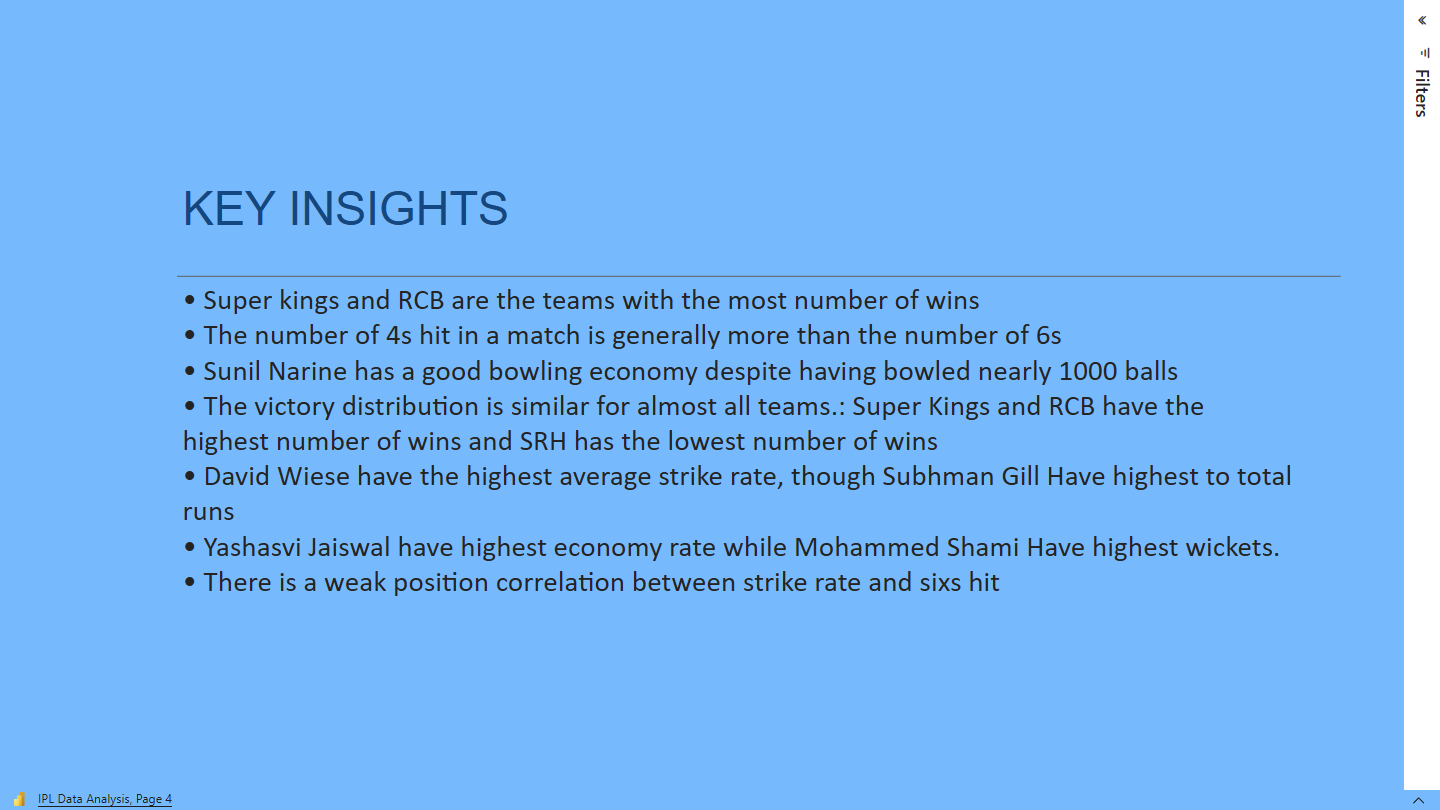 KEY INSIGHTS
• Super kings and RCB are the teams with the most number of wins
• The number of 4s hit in a match is generally more than the number of 6s
• Sunil Narine has a good bowling economy despite having bowled nearly 1000 balls
• The victory distribution is similar for almost all teams.: Super Kings and RCB have the
highest number of wins and SRH has the lowest number of wins
• David Wiese have the highest average strike rate, though Subhman Gill Have highest to total
runs
• Yashasvi Jaiswal have highest economy rate while Mohammed Shami Have highest wickets.
• There is a weak position correlation between strike rate and sixs hit
Filters
IPL Data Analysis, Page 4